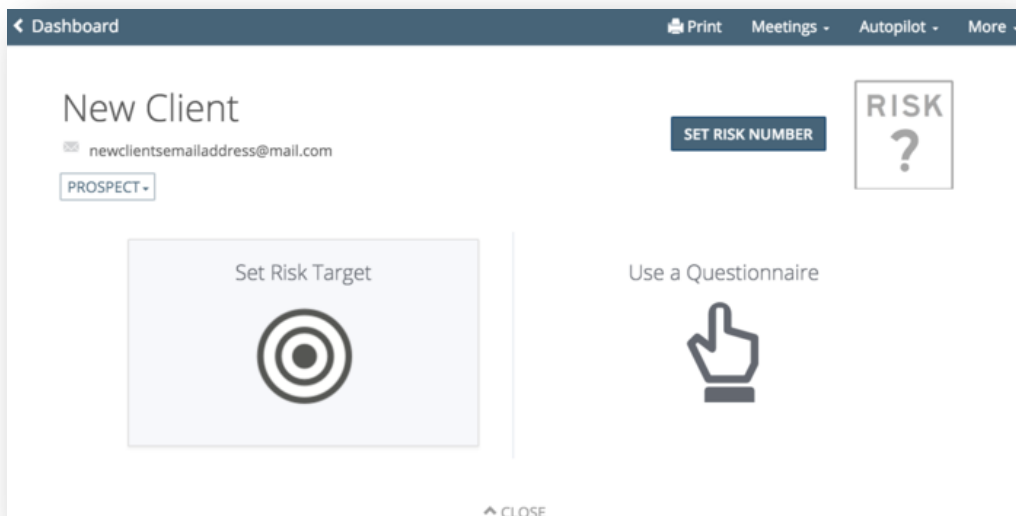 Dashboard
Print
Meetings
Autopilot
More
New Client
newclientsemailaddress@mail.com
PROSPECT
SET RISK NUMBER
RISK
?
Set Risk Target
Use a Questionnaire
CLOSE